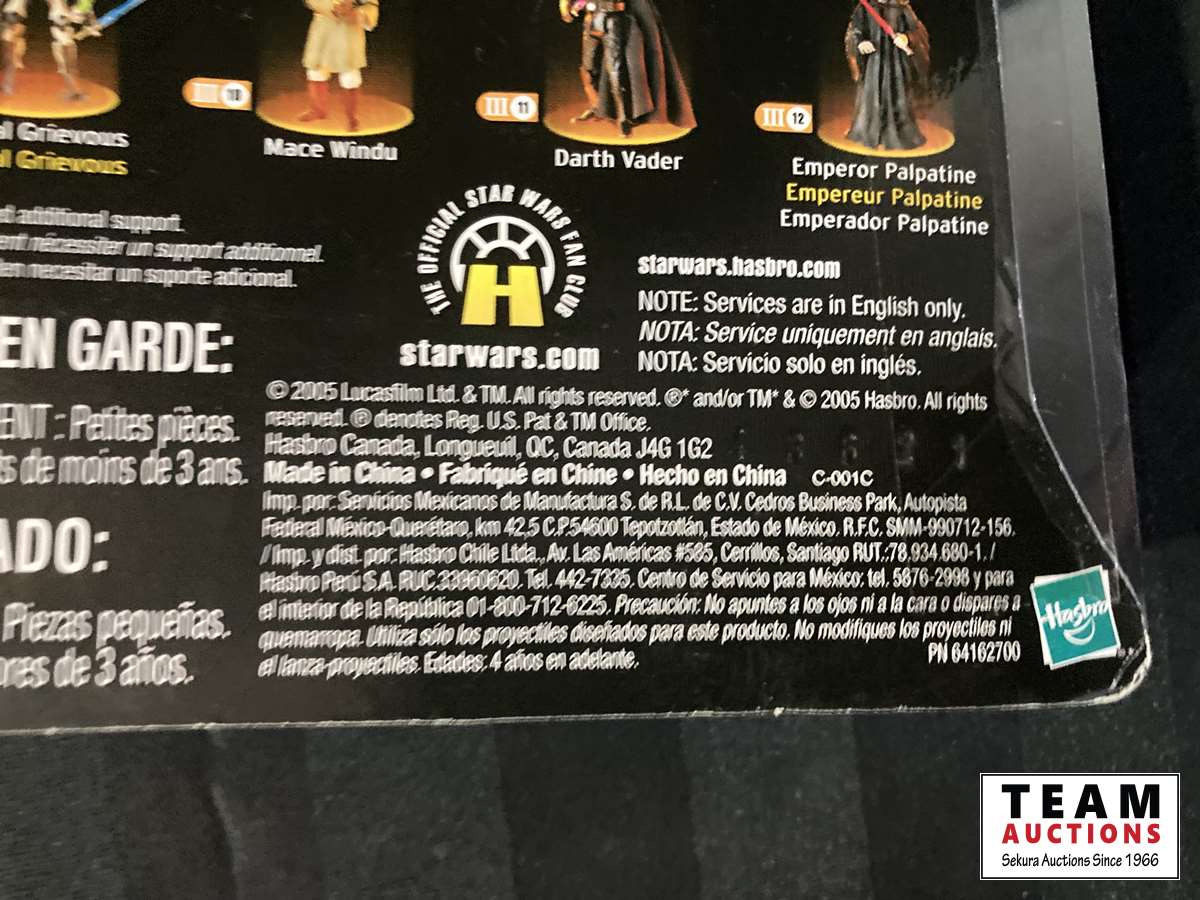 al Grievous
al Grievous
III 10
Mace Windu
III 11
Darth Vader
III 12
Emperor Palpatine
Empereur Palpatine
Emperador Palpatine
additional support.
nécessiter un support additionnel.
necesitar un soporte adicional.
THE OFFICIAL STAR WARS FAN CLUB
H
starwars.com
starwars.hasbro.com
NOTE: Services are in English only.
NOTA: Service uniquement en anglais.
NOTA: Servicio solo en inglés.
EN GARDE:
ENT : Petites pièces.
s de moins de 3 ans.
ADO:
Piezas pequeñas.
ores de 3 años.
© 2005 Lucasfilm Ltd. & TM. All rights reserved. ®* and/or TM* & © 2005 Hasbro. All rights
reserved. ® denotes Reg. U.S. Pat & TM Office.
Hasbro Canada, Longueuil, QC, Canada J4G 1G2
Made in China • Fabriqué en Chine • Hecho en China C-001C
Imp. por: Servicios Mexicanos de Manufactura S. de R.L. de C.V. Cedros Business Park, Autopista
Federal México-Querétaro, km 42,5 C.P.54600 Tepotzotlán, Estado de México. R.F.C. SMM-990712-156.
/ Imp. y dist. por: Hasbro Chile Ltda., Av. Las Américas #585, Cerrillos, Santiago RUT.:78.934.680-1. /
Hasbro Perú S.A. RUC.33960620. Tel. 442-7335. Centro de Servicio para México: tel. 5876-2998 y para
el interior de la República 01-800-712-6225. Precaución: No apuntes a los ojos ni a la cara o dispares a
quemarropa. Utiliza sólo los proyectiles diseñados para este producto. No modifiques los proyectiles ni
el lanza-proyectiles. Edades: 4 años en adelante.
PN 64162700
Hasbro
TEAM
AUCTIONS
Sekura Auctions Since 1966